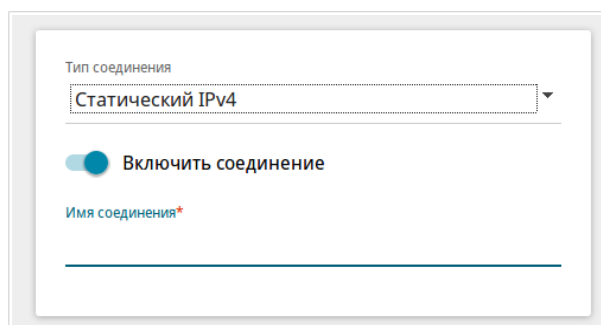 Тип соединения
Статический IPv4
Включить соединение
Имя соединения*